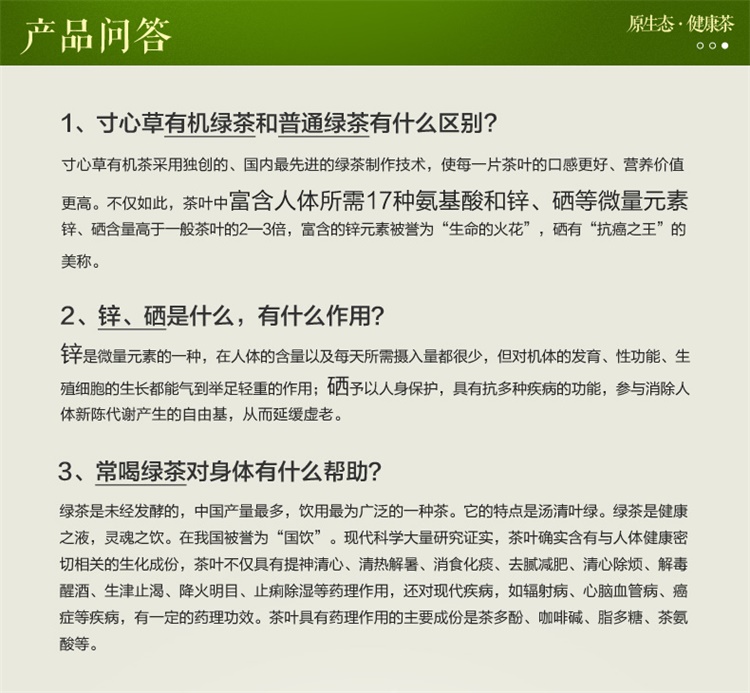 产品问答
原生态·健康茶
1、寸心草有机绿茶和普通绿茶有什么区别?
寸心草有机茶采用独创的、国内最先进的绿茶制作技术，使每一片茶叶的口感更好、营养价值
更高。不仅如此，茶叶中富含人体所需17种氨基酸和锌、硒等微量元素
锌、硒含量高于一般茶叶的2—3倍，富含的锌元素被誉为“生命的火花”，硒有“抗癌之王”的
美称。
2、锌、硒是什么，有什么作用?
锌是微量元素的一种，在人体的含量以及每天所需摄入量都很少，但对机体的发育、性功能、生
殖细胞的生长都能气到举足轻重的作用；硒予以人身保护，具有抗多种疾病的功能，参与消除人
体新陈代谢产生的自由基，从而延缓虚老。
3、常喝绿茶对身体有什么帮助?
绿茶是未经发酵的，中国产量最多，饮用最为广泛的一种茶。它的特点是汤清叶绿。绿茶是健康
之液，灵魂之饮。在我国被誉为“国饮”。现代科学大量研究证实，茶叶确实含有与人体健康密
切相关的生化成份，茶叶不仅具有提神清心、清热解暑、消食化痰、去腻减肥、清心除烦、解毒
醒酒、生津止渴、降火明目、止痢除湿等药理作用，还对现代疾病，如辐射病、心脑血管病、癌
症等疾病，有一定的药理功效。茶叶具有药理作用的主要成份是茶多酚、咖啡碱、脂多糖、茶氨
酸等。